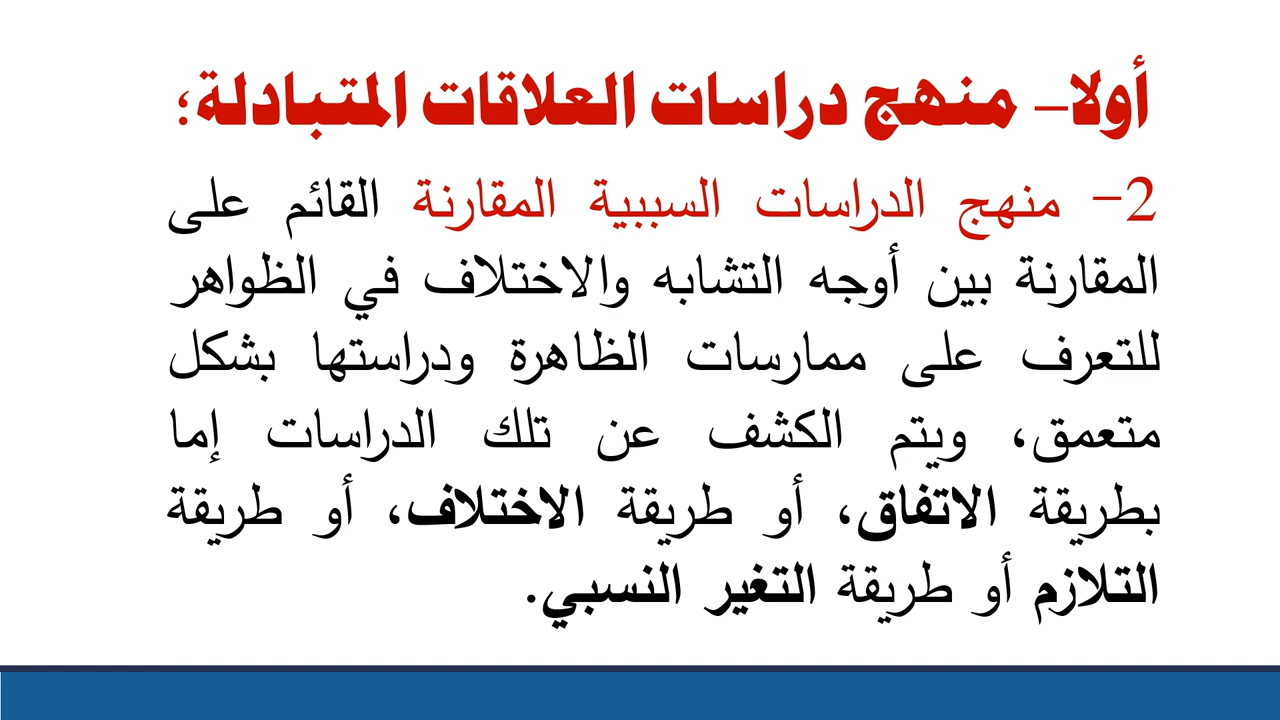 أولا– منهج دراسات العلاقات المتبادلة؛
2- منهج الدراسات السببية المقارنة القائم على
المقارنة بين أوجه التشابه والاختلاف في الظواهر
للتعرف على ممارسات الظاهرة ودراستها بشكل
متعمق، ويتم الكشف عن تلك الدراسات إما
بطريقة الاتفاق، أو طريقة الاختلاف، أو طريقة
التلازم أو طريقة التغير النسبي.